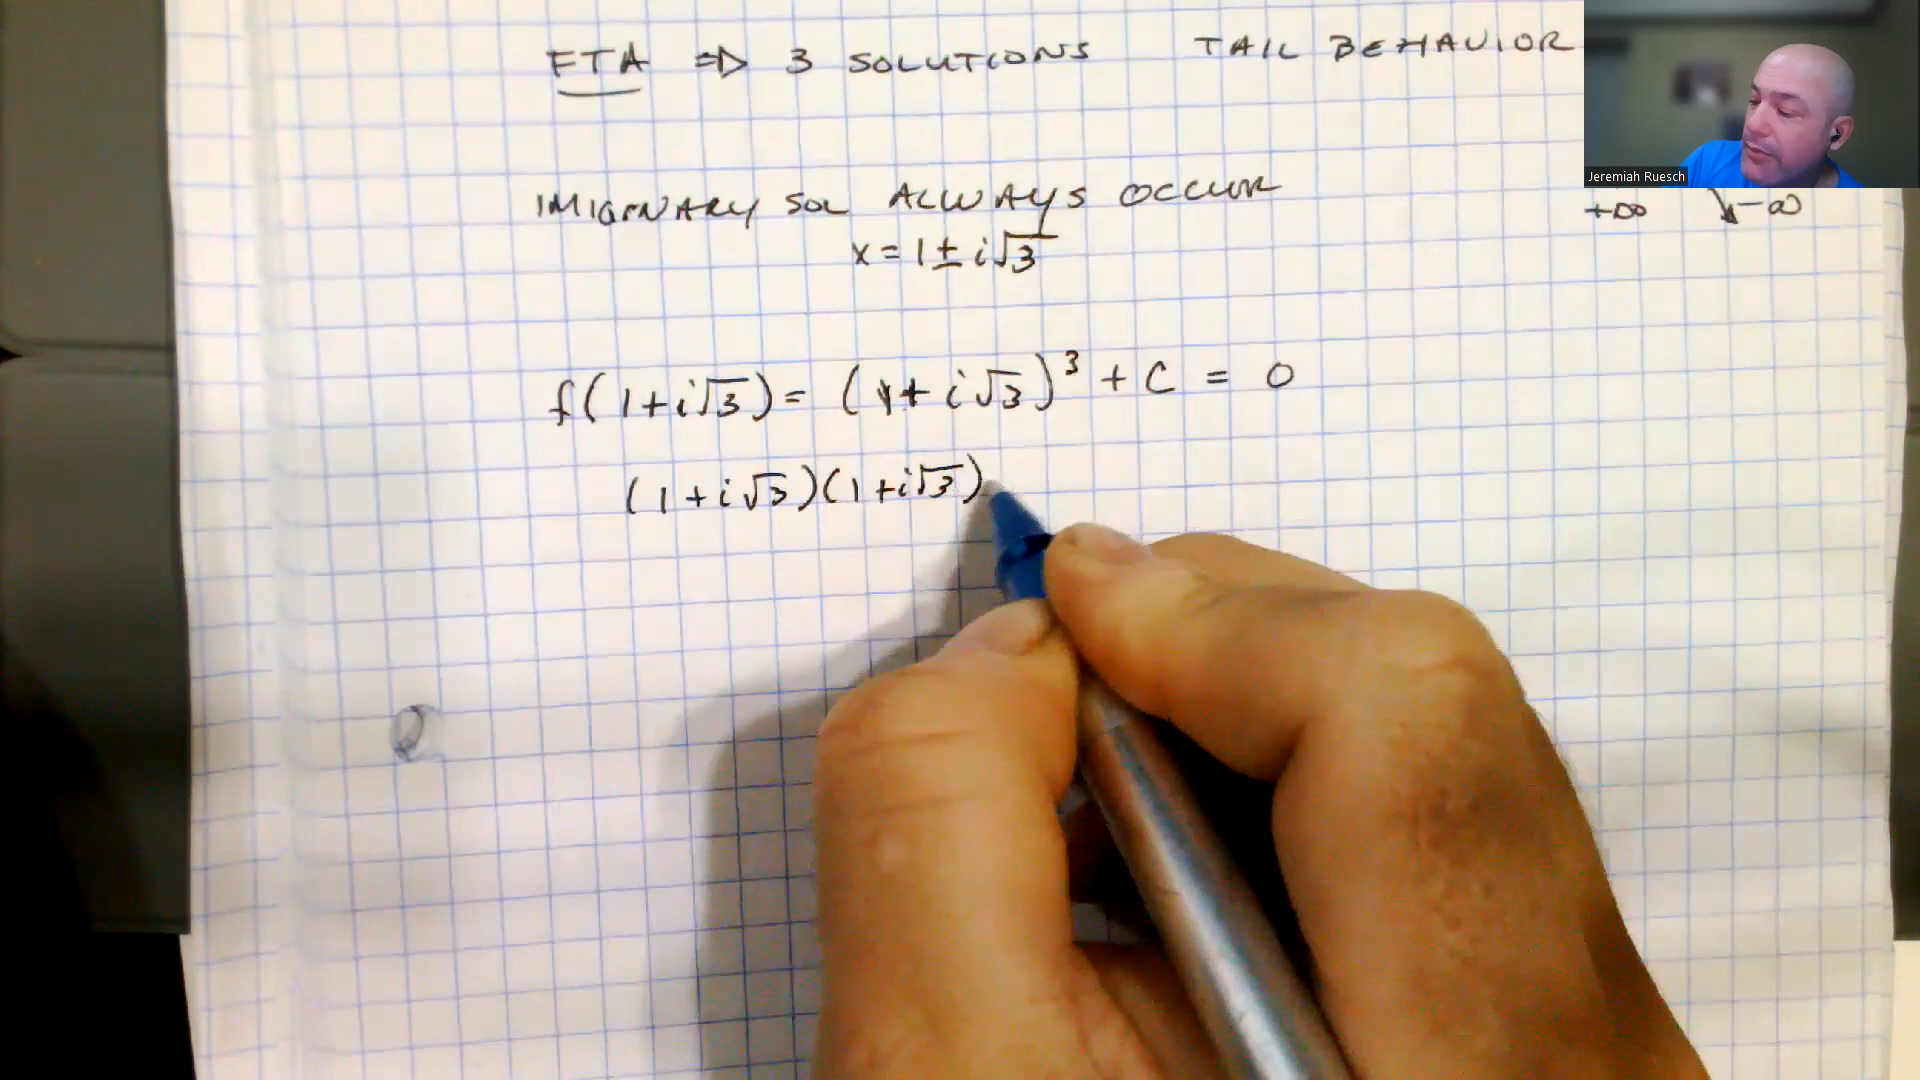 FTA ⇒ 3 SOLUTIONS TAIL BEHAVIOR
Jeremiah Ruesch
IMIGNARY SOL ALWAYS OCCUR
+∞ ↘ -∞
x = 1 ± i√3
f(1+i√3) = (1+i√3)³ + C = 0
(1+i√3)(1+i√3)